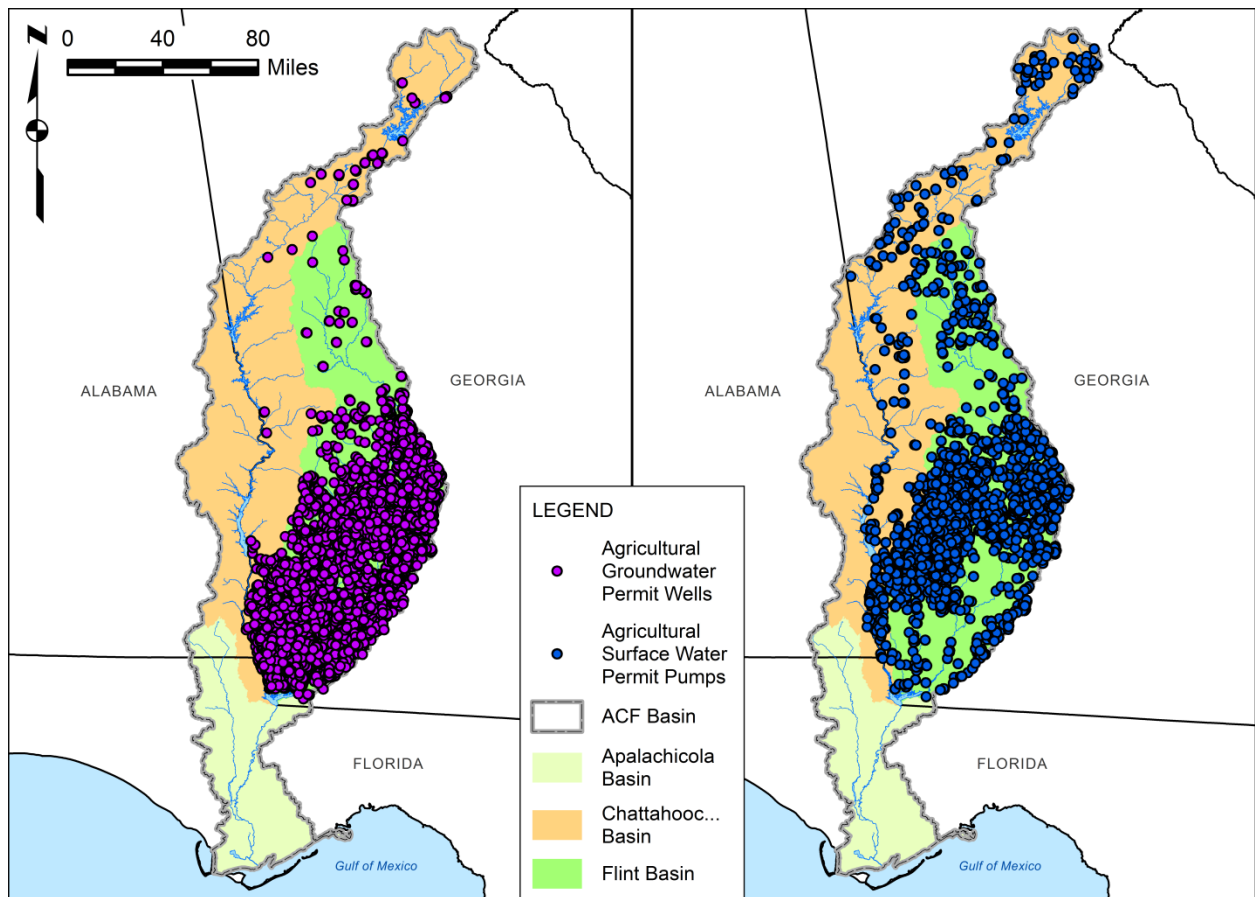 N
0 40 80
Miles
ALABAMA
GEORGIA
FLORIDA
Gulf of Mexico
LEGEND
Agricultural
Groundwater
Permit Wells
Agricultural
Surface Water
Permit Pumps
ACF Basin
Apalachicola
Basin
Chattahooc...
Basin
Flint Basin
ALABAMA
GEORGIA
FLORIDA
Gulf of Mexico